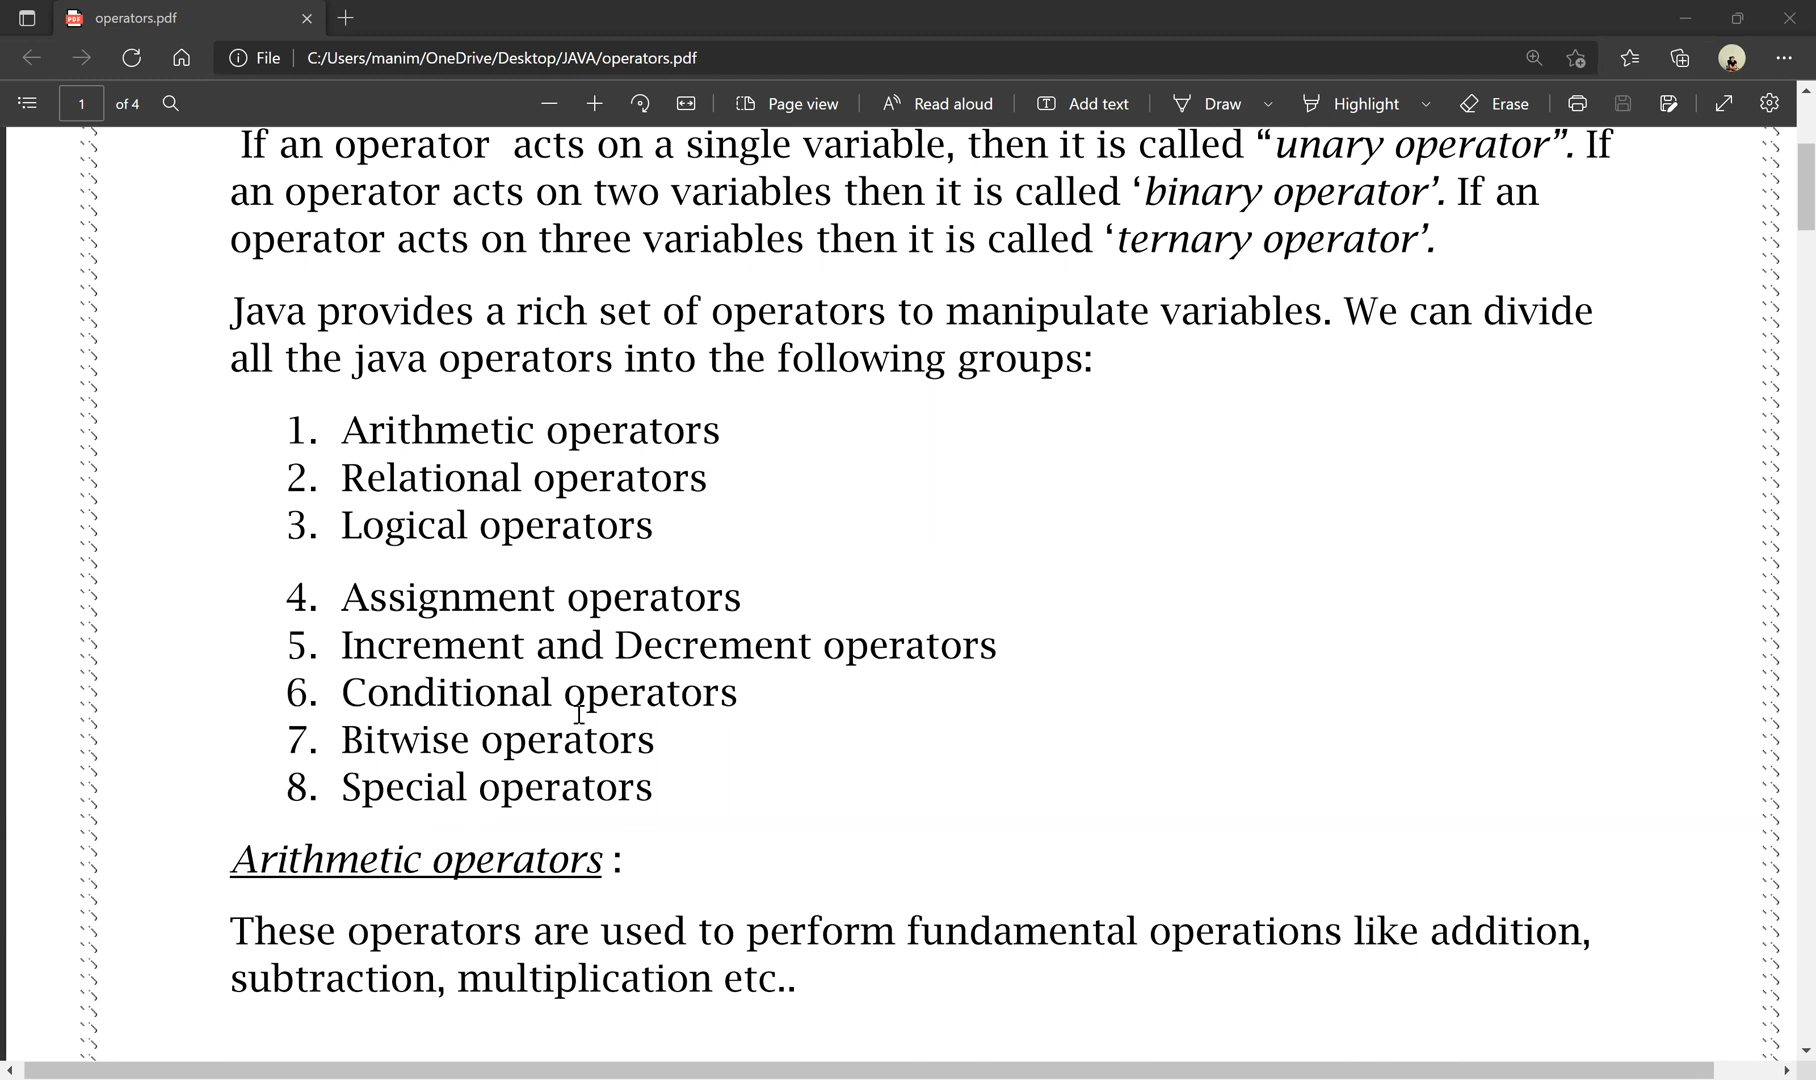 operators.pdf
File
C:/Users/manim/OneDrive/Desktop/JAVA/operators.pdf
1 of 4
Page view
Read aloud
Add text
Draw
Highlight
Erase
If an operator  acts on a single variable, then it is called “unary operator”. If
an operator acts on two variables then it is called ‘binary operator’. If an
operator acts on three variables then it is called ‘ternary operator’.
Java provides a rich set of operators to manipulate variables. We can divide
all the java operators into the following groups:
1. Arithmetic operators
2. Relational operators
3. Logical operators
4. Assignment operators
5. Increment and Decrement operators
6. Conditional operators
7. Bitwise operators
8. Special operators
Arithmetic operators :
These operators are used to perform fundamental operations like addition,
subtraction, multiplication etc..